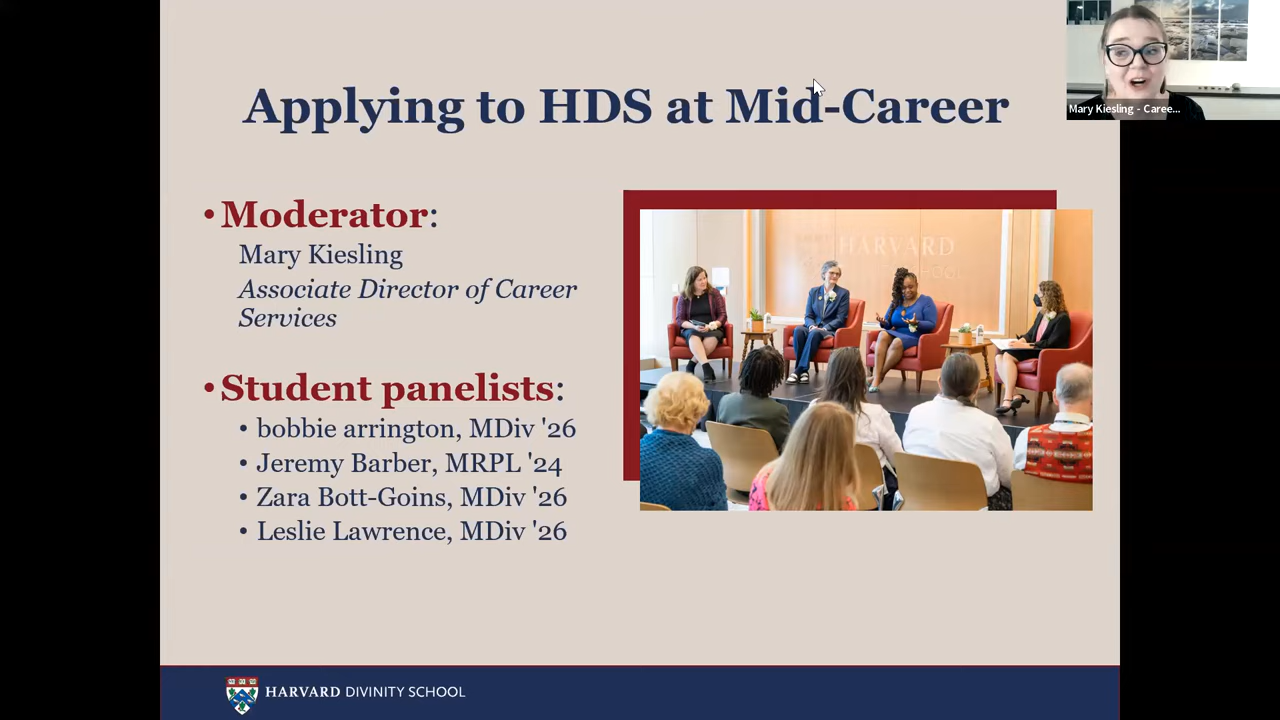 Applying to HDS at Mid-Career
Mary Kiesling - Caree...
• Moderator:
Mary Kiesling
Associate Director of Career
Services
• Student panelists:
• bobbie arrington, MDiv '26
• Jeremy Barber, MRPL '24
• Zara Bott-Goins, MDiv '26
• Leslie Lawrence, MDiv '26
HARVARD
HARVARD DIVINITY SCHOOL